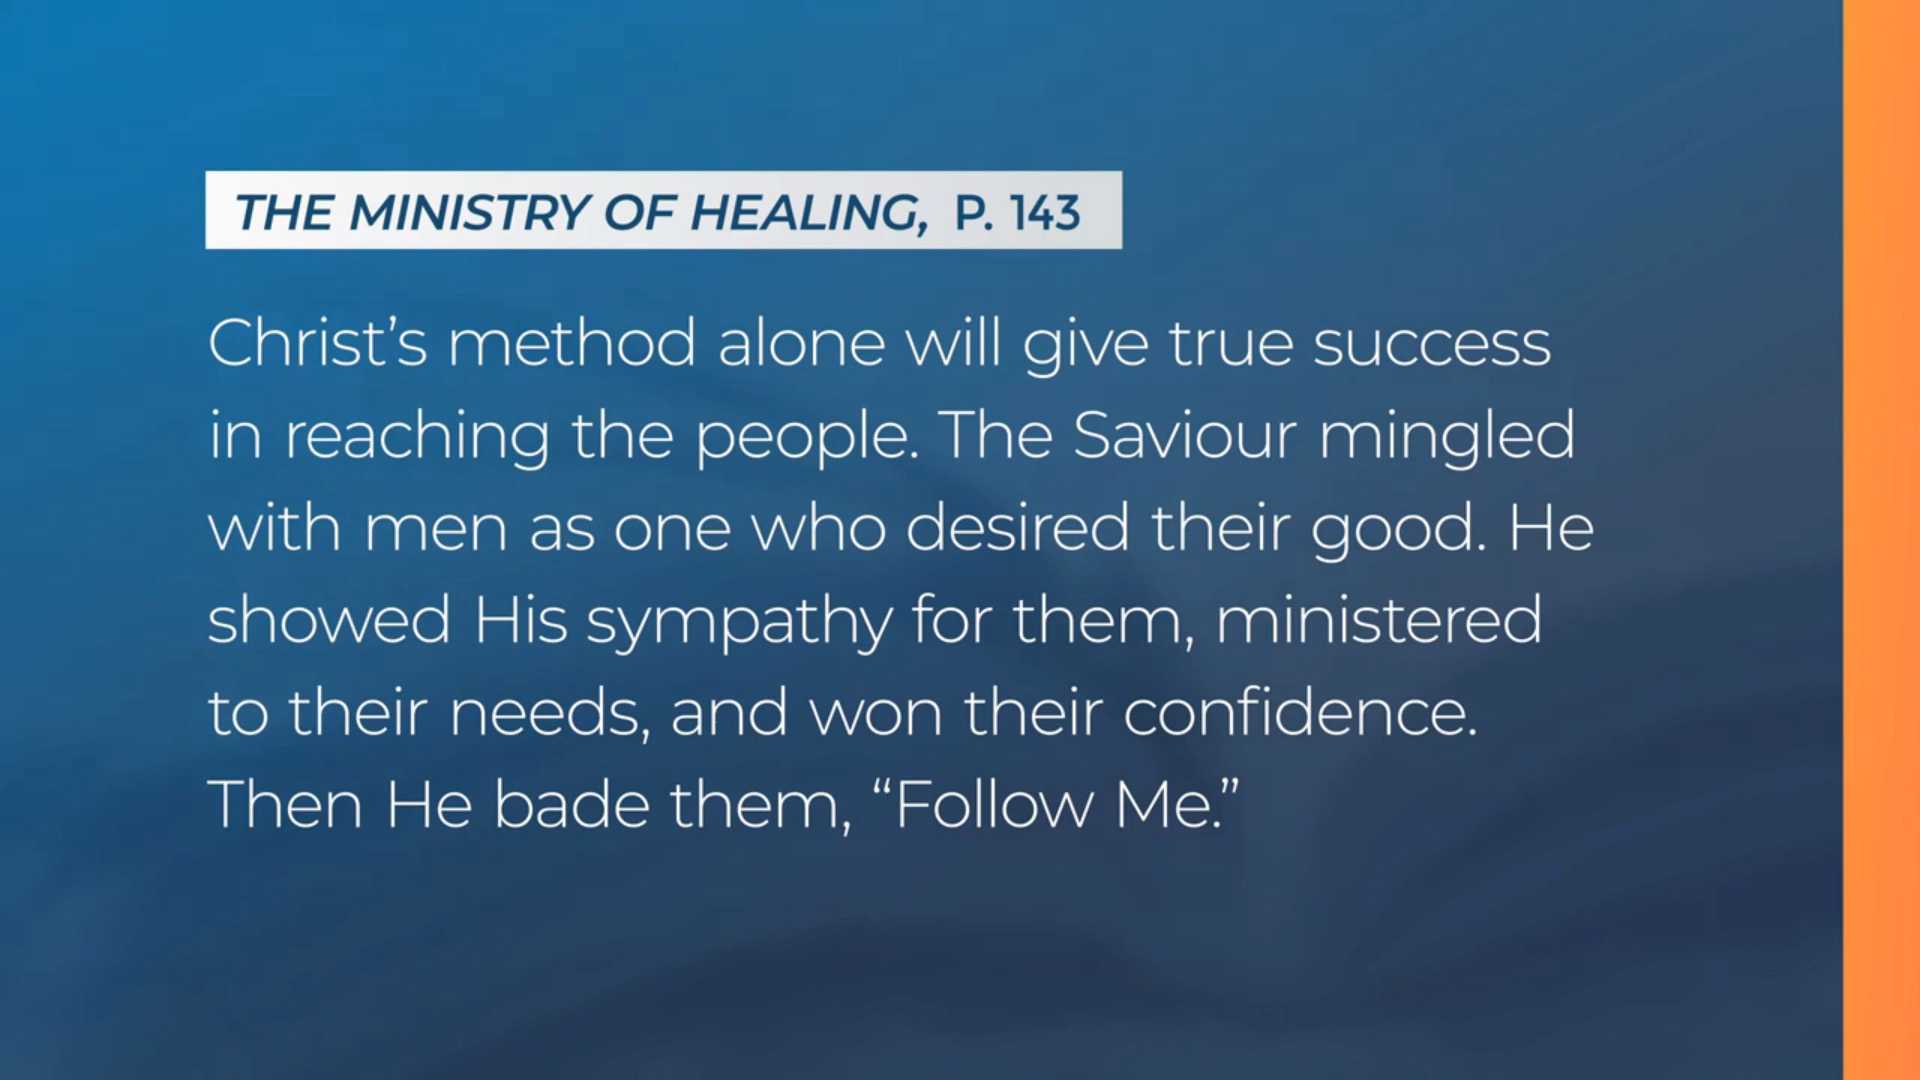 THE MINISTRY OF HEALING, P. 143
Christ’s method alone will give true success
in reaching the people. The Saviour mingled
with men as one who desired their good. He
showed His sympathy for them, ministered
to their needs, and won their confidence.
Then He bade them, “Follow Me.”